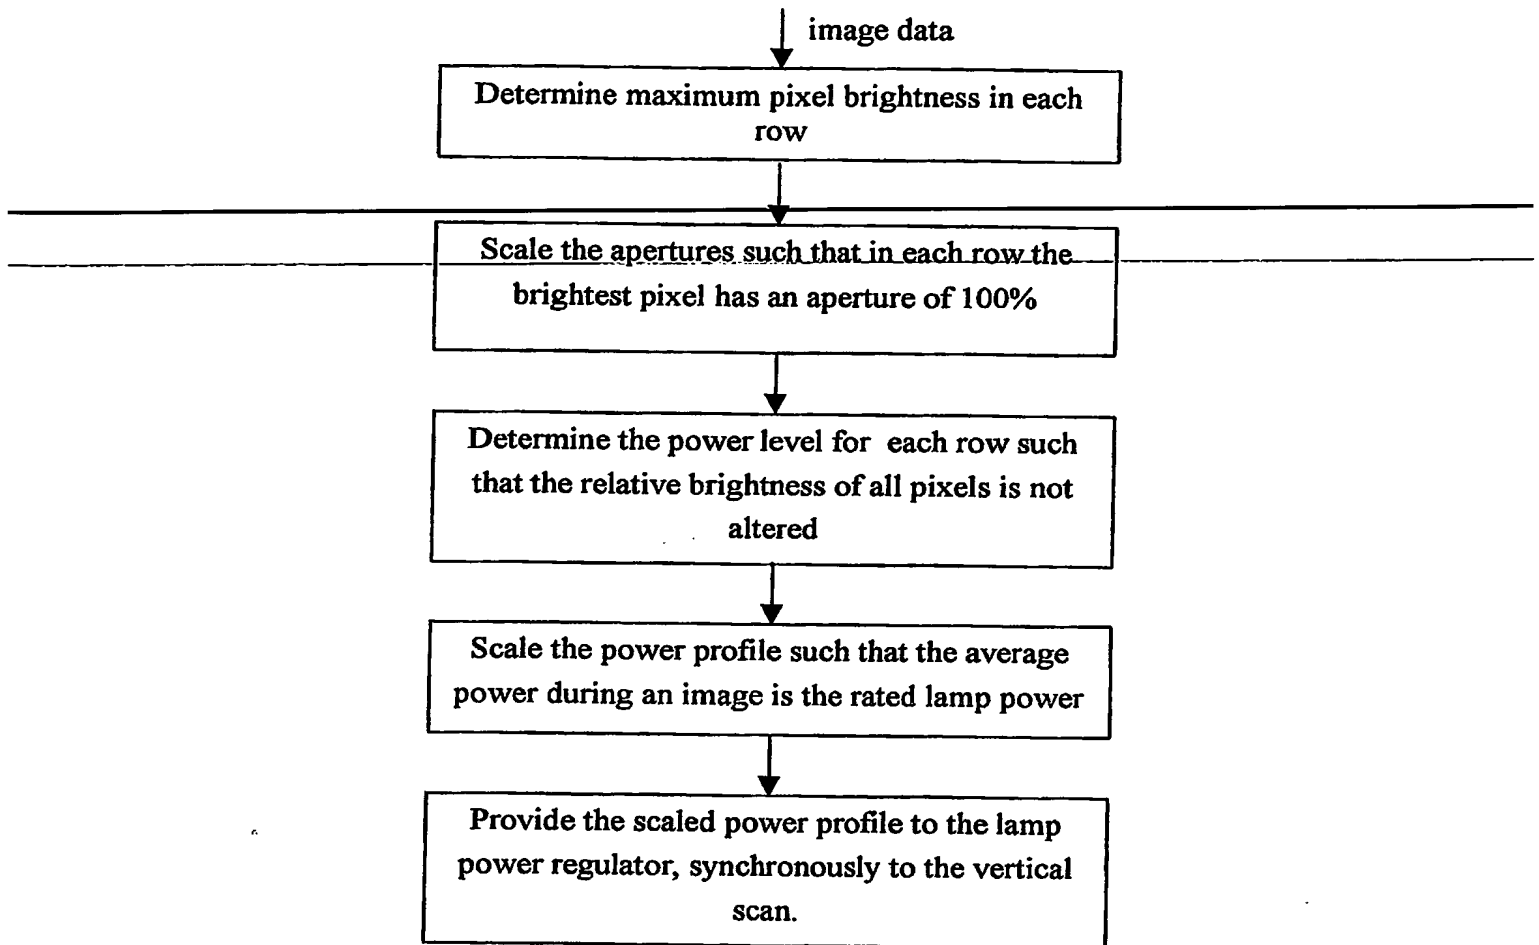 image data
Determine maximum pixel brightness in each
row
Scale the apertures such that in each row the
brightest pixel has an aperture of 100%
Determine the power level for each row such
that the relative brightness of all pixels is not
altered
Scale the power profile such that the average
power during an image is the rated lamp power
Provide the scaled power profile to the lamp
power regulator, synchronously to the vertical
scan.